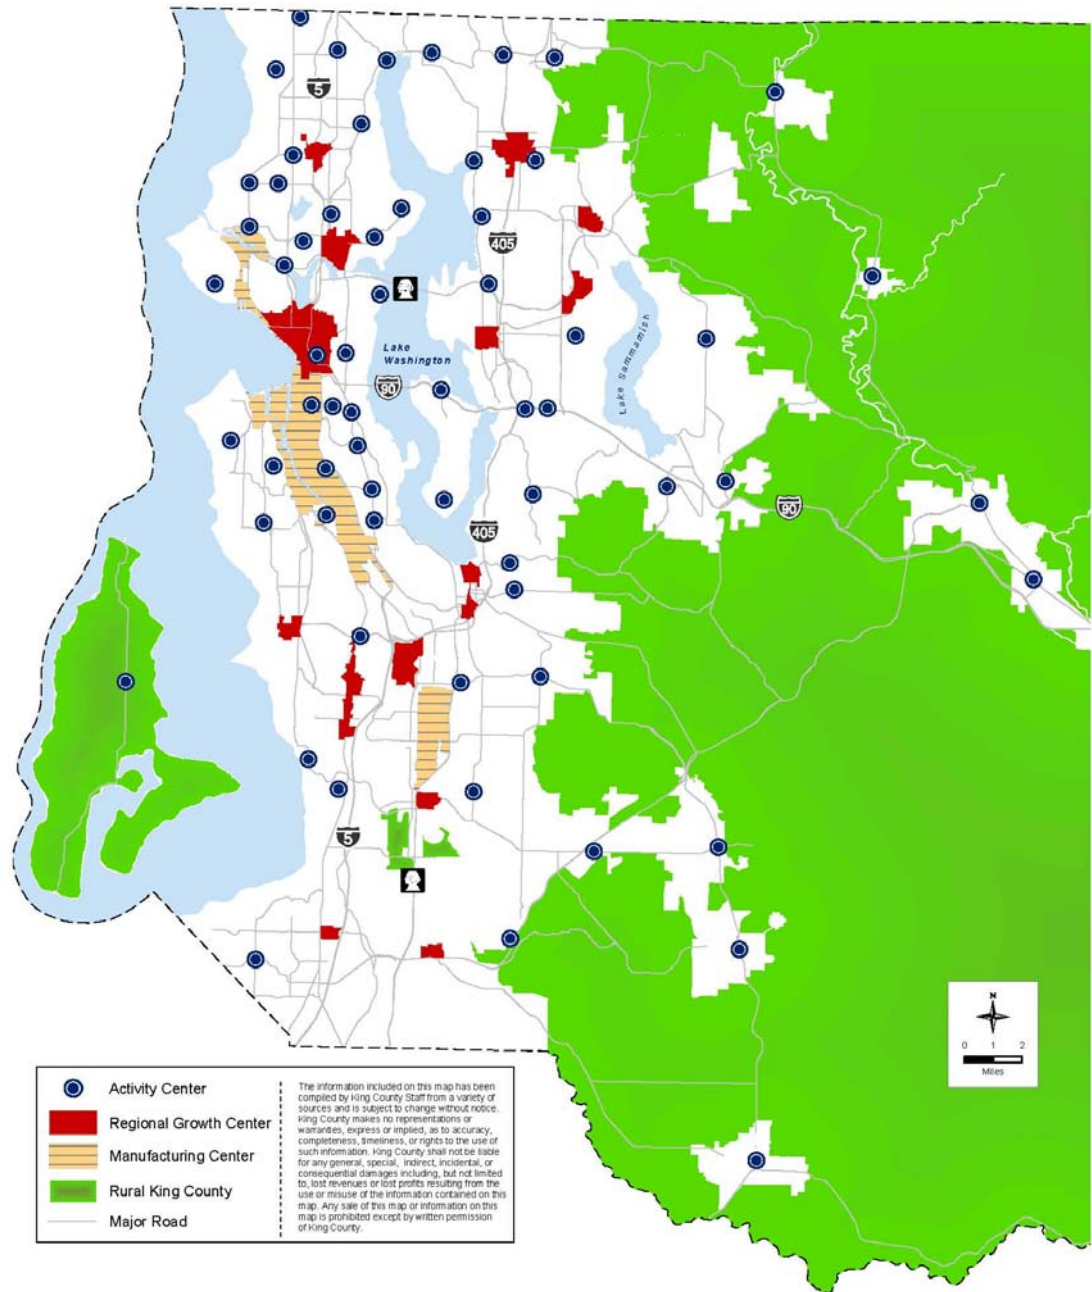 5
405
Lake
Washington
90
Lake Sammamish
405
90
5
N
0 1 2
Miles
Activity Center
Regional Growth Center
Manufacturing Center
Rural King County
Major Road
The information included on this map has been
compiled by King County Staff from a variety of
sources and is subject to change without notice.
King County makes no representations or
warranties, express or implied, as to accuracy,
completeness, timeliness, or rights to the use of
such information. King County shall not be liable
for any general, special, indirect, incidental, or
consequential damages including, but not limited
to, lost revenues or lost profits resulting from the
use or misuse of the information contained on this
map. Any sale of this map or information on this
map is prohibited except by written permission
of King County.